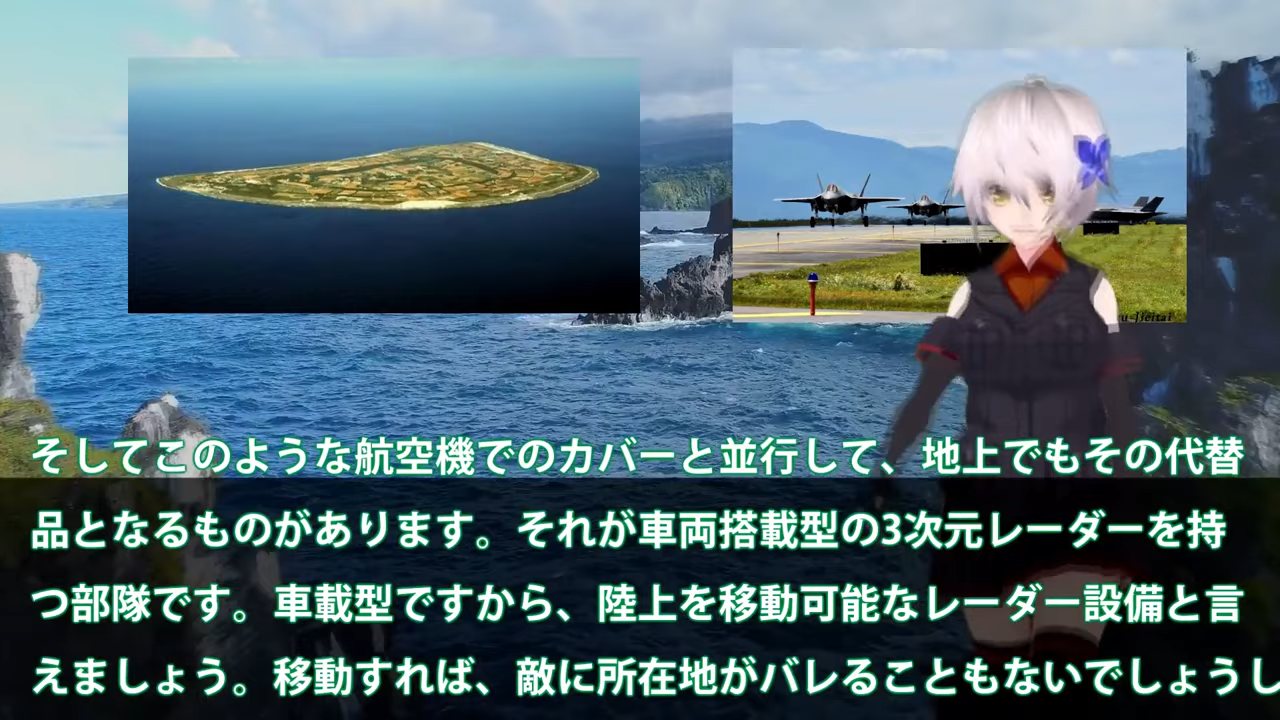 u-Jieitai
そしてこのような航空機でのカバーと並行して、地上でもその代替
品となるものがあります。それが車両搭載型の3次元レーダーを持
つ部隊です。車載型ですから、陸上を移動可能なレーダー設備と言
えましょう。移動すれば、敵に所在地がバレることもないでしょうし